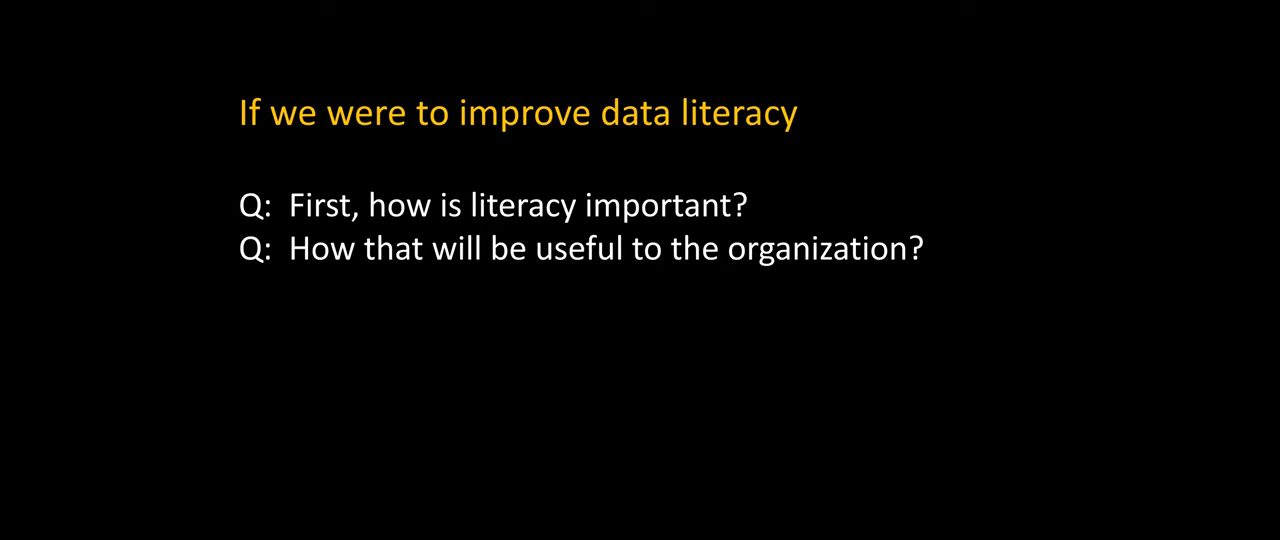 If we were to improve data literacy
Q: First, how is literacy important?
Q: How that will be useful to the organization?